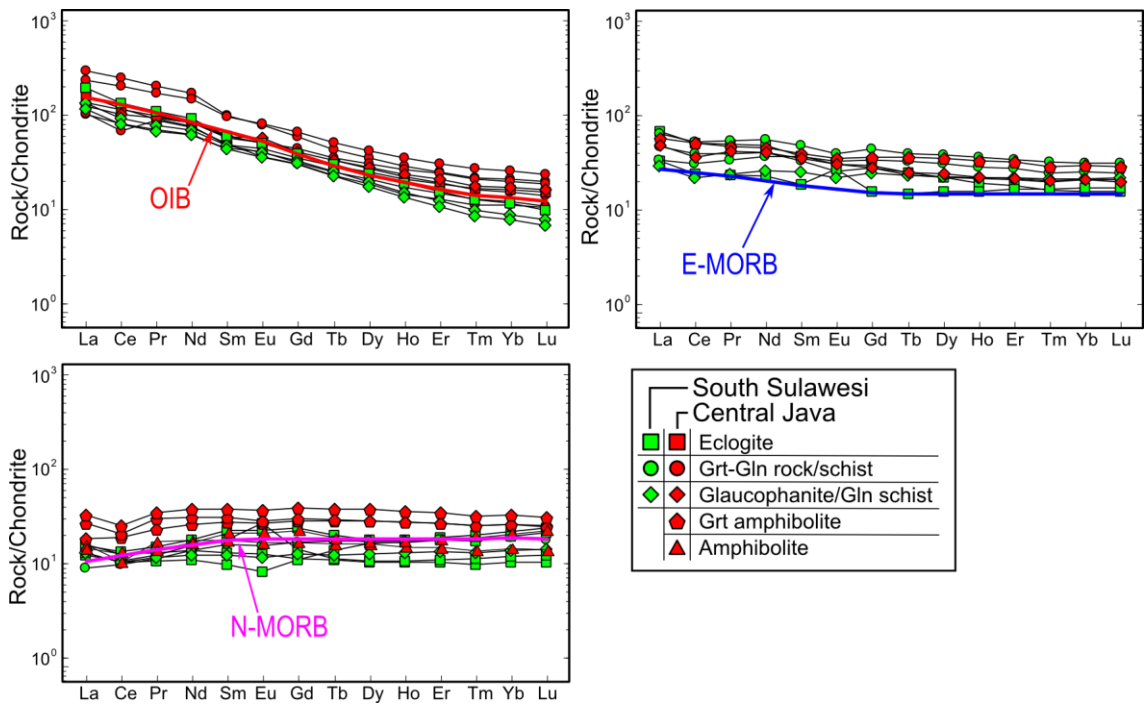 Rock/Chondrite
10³
10²
10¹
10⁰
OIB
La Ce Pr Nd Sm Eu Gd Tb Dy Ho Er Tm Yb Lu
Rock/Chondrite
10³
10²
10¹
10⁰
E-MORB
La Ce Pr Nd Sm Eu Gd Tb Dy Ho Er Tm Yb Lu
Rock/Chondrite
10³
10²
10¹
10⁰
N-MORB
La Ce Pr Nd Sm Eu Gd Tb Dy Ho Er Tm Yb Lu
South Sulawesi
Central Java
Eclogite
Grt-Gln rock/schist
Glaucophanite/Gln schist
Grt amphibolite
Amphibolite